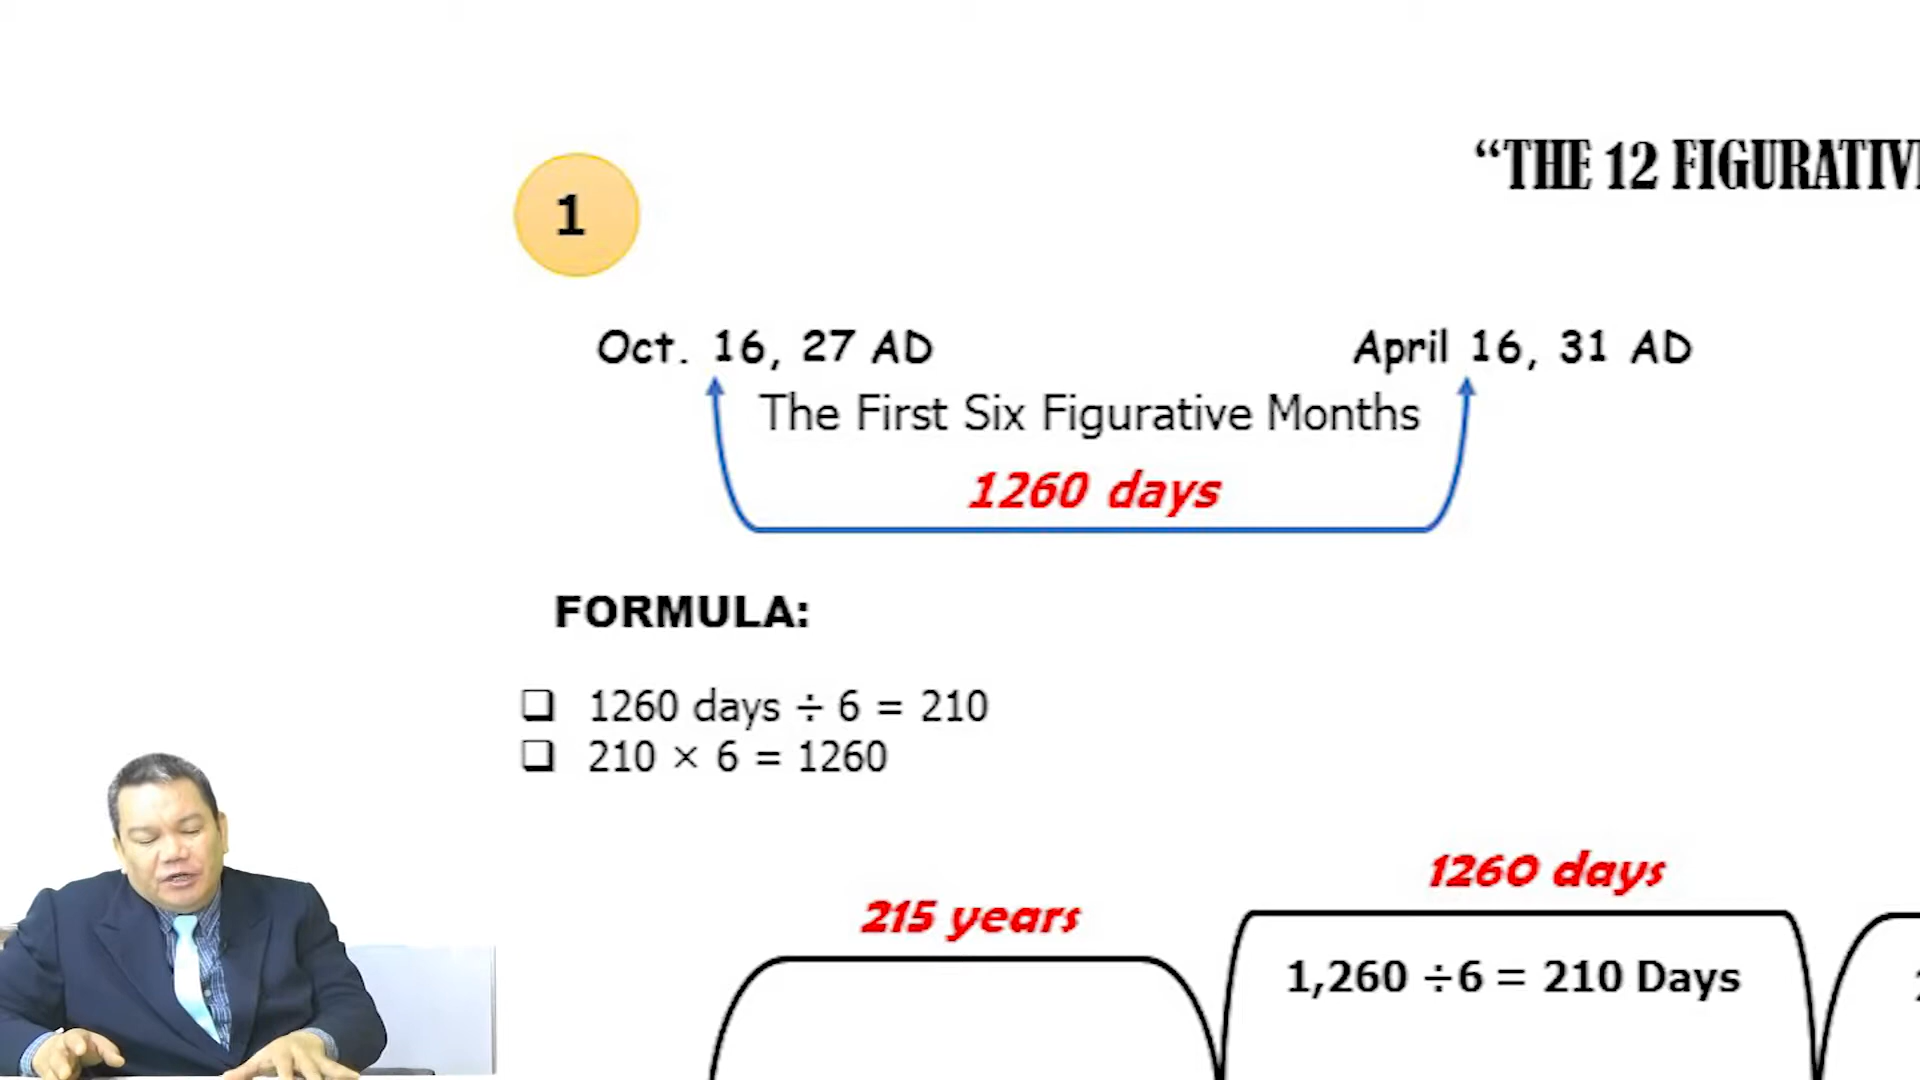 “THE 12 FIGURATIVE
1
Oct. 16, 27 AD
April 16, 31 AD
The First Six Figurative Months
1260 days
FORMULA:
❑ 1260 days ÷ 6 = 210
❑ 210 × 6 = 1260
1260 days
215 years
1,260 ÷6 = 210 Days